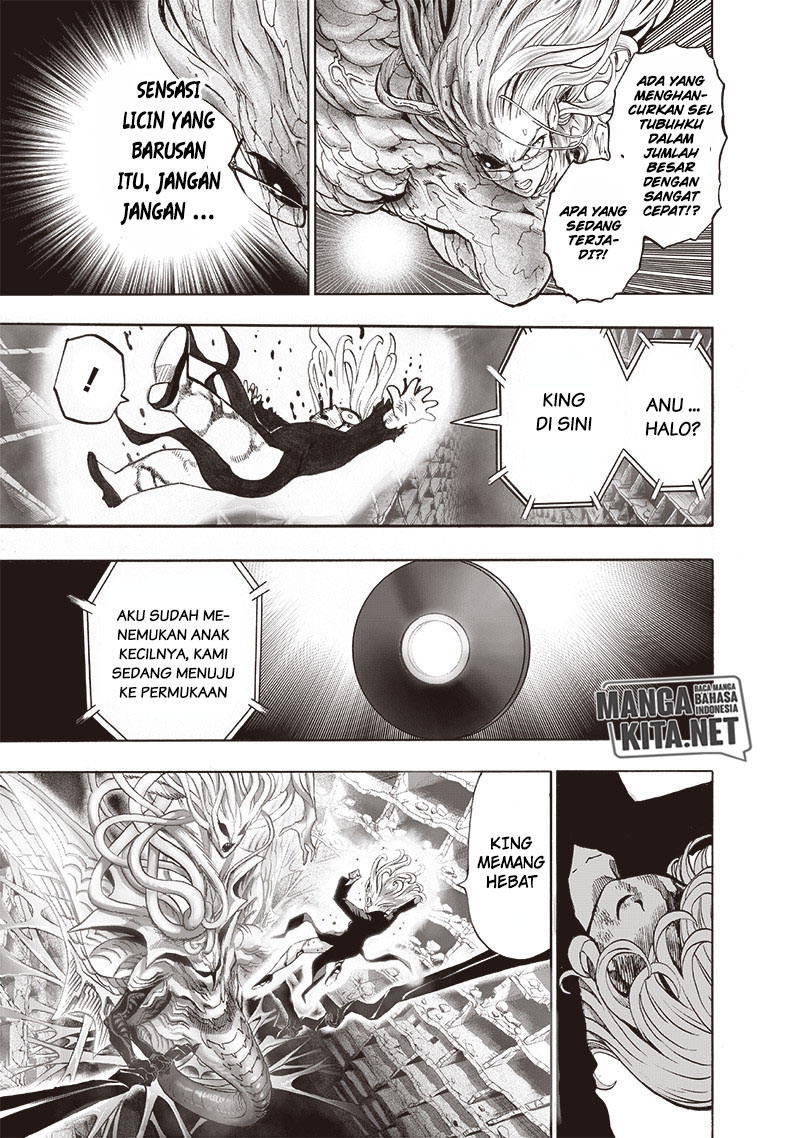 ADA YANG
MENGHAN-
CURKAN SEL
TUBUHKU
DALAM
JUMLAH
BESAR
DENGAN
SANGAT
CEPAT!?
APA YANG
SEDANG
TERJA-
DI?!
SENSASI
LICIN YANG
BARUSAN
ITU, JANGAN
JANGAN ...
ANU ...
HALO?
KING
DI SINI
!
AKU SUDAH ME-
NEMUKAN ANAK
KECILNYA, KAMI
SEDANG MENUJU
KE PERMUKAAN
MANGA
KITA.NET
BACA MANGA
BAHASA
INDONESIA
KING
MEMANG
HEBAT